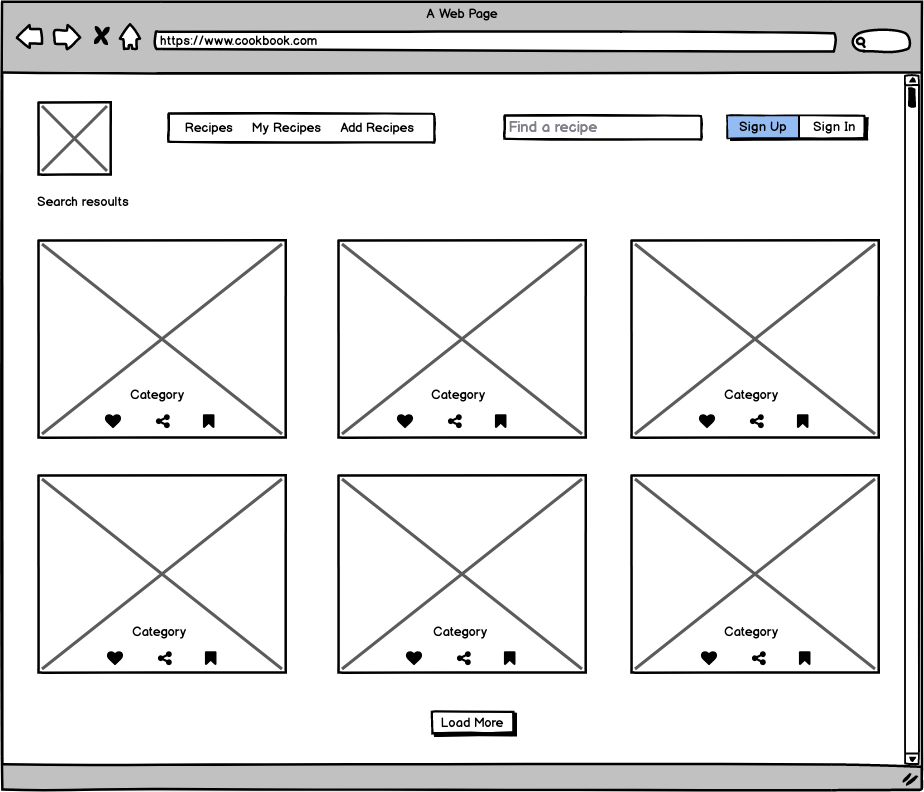 A Web Page
https://www.cookbook.com
Recipes My Recipes Add Recipes
Find a recipe
Sign Up Sign In
Search resoults
Category
Category
Category
Category
Category
Category
Load More